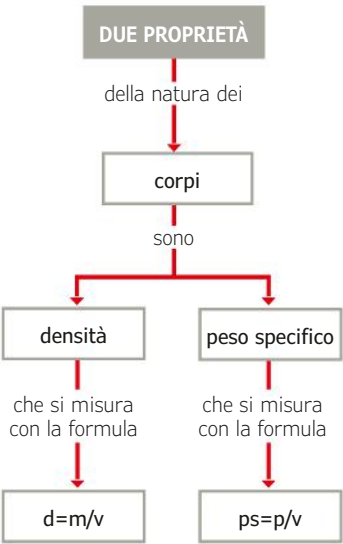 DUE PROPRIETÀ
della natura dei
corpi
sono
densità
peso specifico
che si misura
con la formula
che si misura
con la formula
d=m/v
ps=p/v